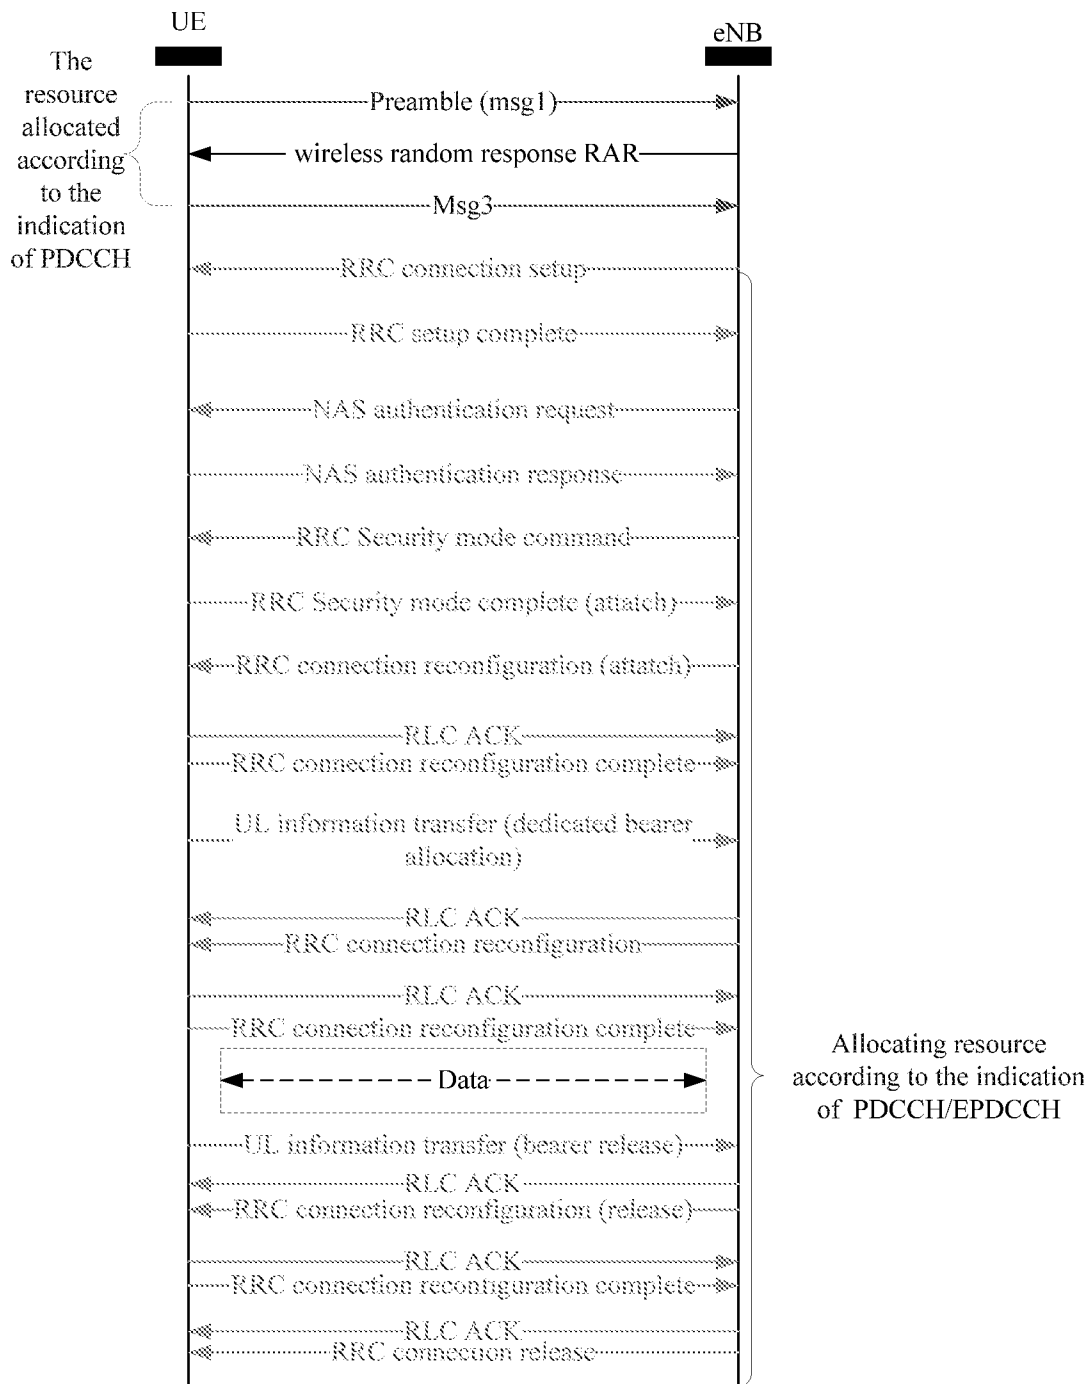 UE
eNB
The
resource
allocated
according
to the
indication
of PDCCH
Preamble (msg1)
wireless random response RAR
Msg3
RRC connection setup
RRC setup complete
NAS authentication request
NAS authentication response
RRC Security mode command
RRC Security mode complete (attatch)
RRC connection reconfiguration (attatch)
RLC ACK
RRC connection reconfiguration complete
UL information transfer (dedicated bearer
allocation)
RLC ACK
RRC connection reconfiguration
RLC ACK
RRC connection reconfiguration complete
Data
Allocating resource
according to the indication
of PDCCH/EPDCCH
UL information transfer (bearer release)
RLC ACK
RRC connection reconfiguration (release)
RLC ACK
RRC connection reconfiguration complete
RLC ACK
RRC connection release